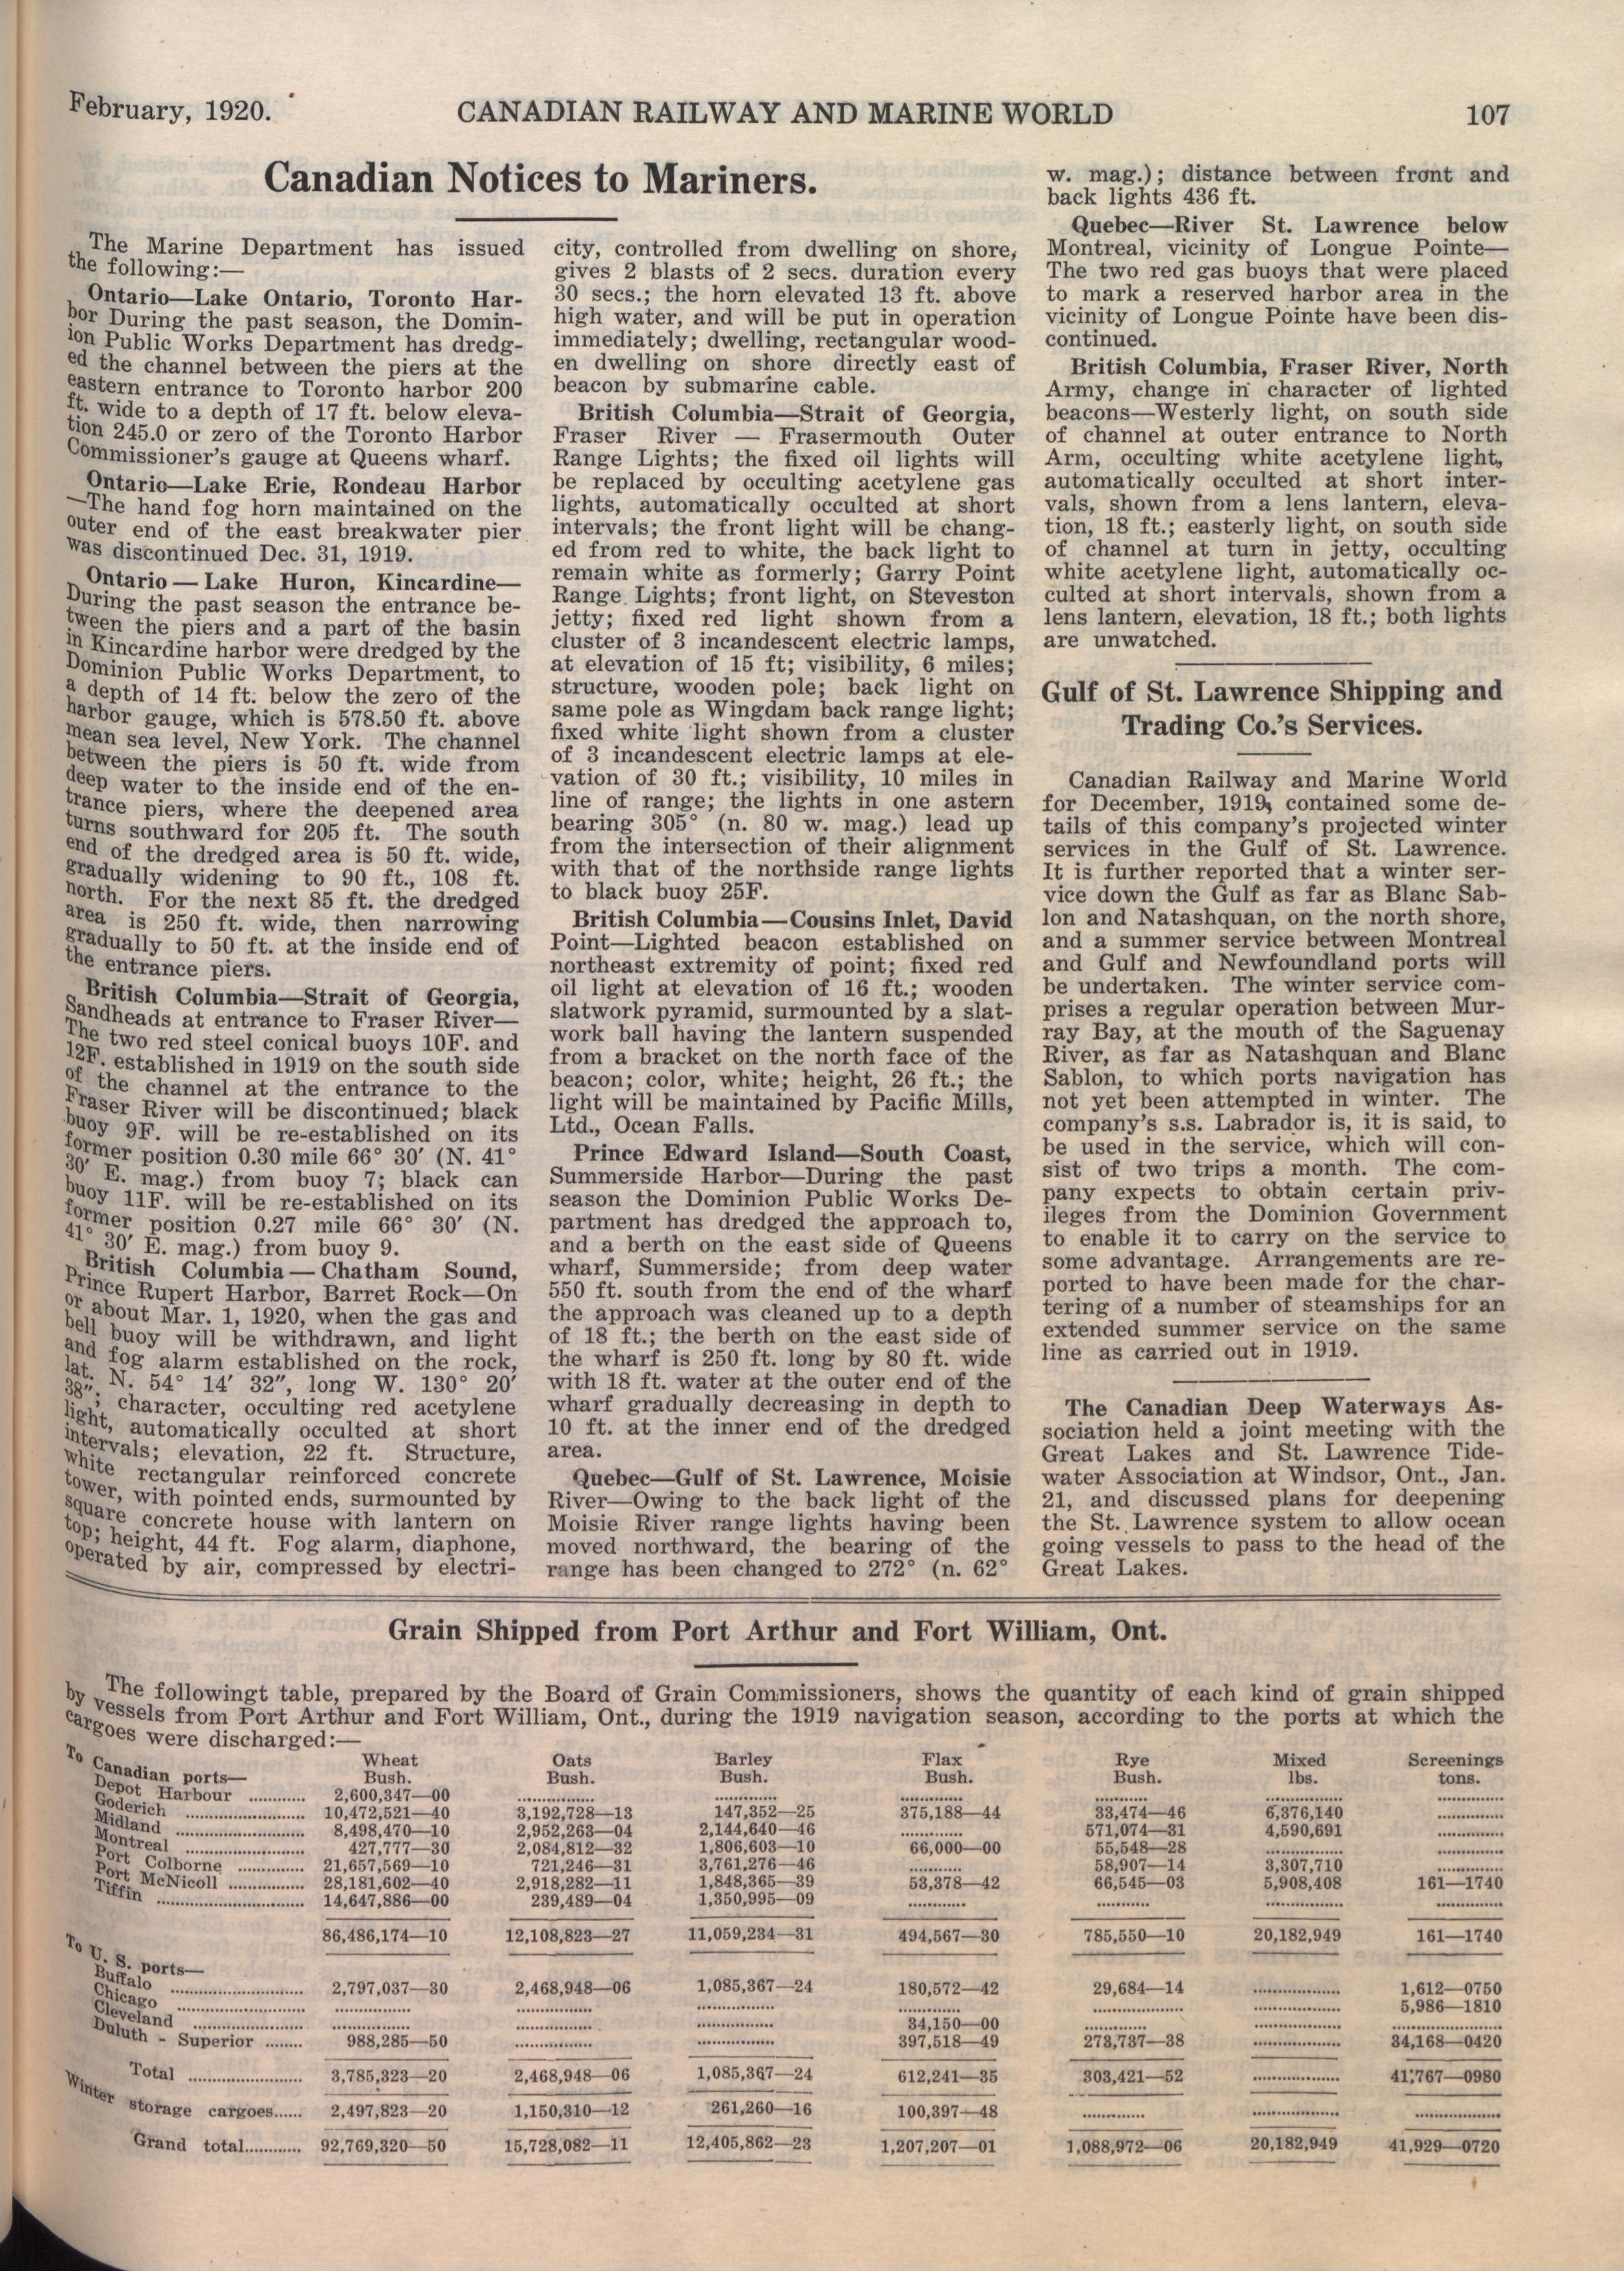 February, 1920.
CANADIAN RAILWAY AND MARINE WORLD
107
Canadian Notices to Mariners.
The Marine Department has issued
the following:—
Ontario—Lake Ontario, Toronto Har-
bor During the past season, the Domin-
ion Public Works Department has dredg-
ed the channel between the piers at the
eastern entrance to Toronto harbor 200
ft. wide to a depth of 17 ft. below eleva-
tion 245.0 or zero of the Toronto Harbor
Commissioner's gauge at Queens wharf.
Ontario—Lake Erie, Rondeau Harbor
—The hand fog horn maintained on the
outer end of the east breakwater pier
was discontinued Dec. 31, 1919.
Ontario—Lake Huron, Kincardine—
During the past season the entrance be-
tween the piers and a part of the basin
in Kincardine harbor were dredged by the
Dominion Public Works Department, to
a depth of 14 ft. below the zero of the
harbor gauge, which is 578.50 ft. above
mean sea level, New York. The channel
between the piers is 50 ft. wide from
deep water to the inside end of the en-
trance piers, where the deepened area
turns southward for 205 ft. The south
end of the dredged area is 50 ft. wide,
gradually widening to 90 ft., 108 ft.
north. For the next 85 ft. the dredged
area is 250 ft. wide, then narrowing
gradually to 50 ft. at the inside end of
the entrance piers.
British Columbia—Strait of Georgia,
Sandheads at entrance to Fraser River—
The two red steel conical buoys 10F. and
12F. established in 1919 on the south side
of the channel at the entrance to the
Fraser River will be discontinued; black
buoy 9F. will be re-established on its
former position 0.30 mile 66° 30′ (N. 41°
30′ E. mag.) from buoy 7; black can
buoy 11F. will be re-established on its
former position 0.27 mile 66° 30′ (N.
41° 30′ E. mag.) from buoy 9.
British Columbia—Chatham Sound,
Prince Rupert Harbor, Barret Rock—On
or about Mar. 1, 1920, when the gas and
bell buoy will be withdrawn, and light
and fog alarm established on the rock,
lat. N. 54° 14′ 32″, long W. 130° 20′
38″; character, occulting red acetylene
light, automatically occulted at short
intervals; elevation, 22 ft. Structure,
white rectangular reinforced concrete
tower, with pointed ends, surmounted by
square concrete house with lantern on
top; height, 44 ft. Fog alarm, diaphone,
operated by air, compressed by electri-
city, controlled from dwelling on shore,
gives 2 blasts of 2 secs. duration every
30 secs.; the horn elevated 13 ft. above
high water, and will be put in operation
immediately; dwelling, rectangular wood-
en dwelling on shore directly east of
beacon by submarine cable.
British Columbia—Strait of Georgia,
Fraser River — Frasermouth Outer
Range Lights; the fixed oil lights will
be replaced by occulting acetylene gas
lights, automatically occulted at short
intervals; the front light will be chang-
ed from red to white, the back light to
remain white as formerly; Garry Point
Range Lights; front light, on Steveston
jetty; fixed red light shown from a
cluster of 3 incandescent electric lamps,
at elevation of 15 ft; visibility, 6 miles;
structure, wooden pole; back light on
same pole as Wingdam back range light;
fixed white light shown from a cluster
of 3 incandescent electric lamps at ele-
vation of 30 ft.; visibility, 10 miles in
line of range; the lights in one astern
bearing 305° (n. 80 w. mag.) lead up
from the intersection of their alignment
with that of the northside range lights
to black buoy 25F.
British Columbia—Cousins Inlet, David
Point—Lighted beacon established on
northeast extremity of point; fixed red
oil light at elevation of 16 ft.; wooden
slatwork pyramid, surmounted by a slat-
work ball having the lantern suspended
from a bracket on the north face of the
beacon; color, white; height, 26 ft.; the
light will be maintained by Pacific Mills,
Ltd., Ocean Falls.
Prince Edward Island—South Coast,
Summerside Harbor—During the past
season the Dominion Public Works De-
partment has dredged the approach to,
and a berth on the east side of Queens
wharf, Summerside; from deep water
550 ft. south from the end of the wharf
the approach was cleaned up to a depth
of 18 ft.; the berth on the east side of
the wharf is 250 ft. long by 80 ft. wide
with 18 ft. water at the outer end of the
wharf gradually decreasing in depth to
10 ft. at the inner end of the dredged
area.
Quebec—Gulf of St. Lawrence, Moisie
River—Owing to the back light of the
Moisie River range lights having been
moved northward, the bearing of the
range has been changed to 272° (n. 62°
w. mag.); distance between front and
back lights 436 ft.
Quebec—River St. Lawrence below
Montreal, vicinity of Longue Pointe—
The two red gas buoys that were placed
to mark a reserved harbor area in the
vicinity of Longue Pointe have been dis-
continued.
British Columbia, Fraser River, North
Army, change in character of lighted
beacons—Westerly light, on south side
of channel at outer entrance to North
Arm, occulting white acetylene light,
automatically occulted at short inter-
vals, shown from a lens lantern, eleva-
tion, 18 ft.; easterly light, on south side
of channel at turn in jetty, occulting
white acetylene light, automatically oc-
culted at short intervals, shown from a
lens lantern, elevation, 18 ft.; both lights
are unwatched.
Gulf of St. Lawrence Shipping and
Trading Co.'s Services.
Canadian Railway and Marine World
for December, 1919, contained some de-
tails of this company's projected winter
services in the Gulf of St. Lawrence.
It is further reported that a winter ser-
vice down the Gulf as far as Blanc Sab-
lon and Natashquan, on the north shore,
and a summer service between Montreal
and Gulf and Newfoundland ports will
be undertaken. The winter service com-
prises a regular operation between Mur-
ray Bay, at the mouth of the Saguenay
River, as far as Natashquan and Blanc
Sablon, to which ports navigation has
not yet been attempted in winter. The
company's s.s. Labrador is, it is said, to
be used in the service, which will con-
sist of two trips a month. The com-
pany expects to obtain certain priv-
ileges from the Dominion Government
to enable it to carry on the service to
some advantage. Arrangements are re-
ported to have been made for the char-
tering of a number of steamships for an
extended summer service on the same
line as carried out in 1919.
The Canadian Deep Waterways As-
sociation held a joint meeting with the
Great Lakes and St. Lawrence Tide-
water Association at Windsor, Ont., Jan.
21, and discussed plans for deepening
the St. Lawrence system to allow ocean
going vessels to pass to the head of the
Great Lakes.
Grain Shipped from Port Arthur and Fort William, Ont.
The followingt table, prepared by the Board of Grain Commissioners, shows the quantity of each kind of grain shipped
by vessels from Port Arthur and Fort William, Ont., during the 1919 navigation season, according to the ports at which the
cargoes were discharged:—
Wheat Oats Barley Flax Rye Mixed Screenings
To Canadian ports— Bush. Bush. Bush. Bush. Bush. lbs. tons.
Depot Harbour ........... 2,600,347—00 ............. ............. ............. ........... ............... .............
Goderich ........... 10,472,521—40 3,192,728—13 147,352—25 375,188—44 33,474—46 6,376,140 .............
Midland ........... 8,498,470—10 2,952,263—04 2,144,640—46 ............. 571,074—31 4,590,691 .............
Montreal ........... 427,777—30 2,084,812—32 1,806,603—10 66,000—00 55,548—28 ............... .............
Port Colborne ........... 21,657,569—10 721,246—31 3,761,276—46 ........... 58,907—14 3,307,710 .............
Port McNicoll ........... 28,181,602—40 2,918,282—11 1,848,365—39 53,378—42 66,545—03 5,908,408 161—1740
Tiffin ........... 14,647,886—00 239,489—04 1,350,995—09 ............. ........... ............... .............
86,486,174—10 12,108,823—27 11,059,234—31 494,567—30 785,550—10 20,182,949 161—1740
To U. S. ports—
Buffalo ........... 2,797,037—30 2,468,948—06 1,085,367—24 180,572—42 29,684—14 ............... 1,612—0750
Chicago ........... ............. ............. ............. ............. ............. ............... 5,986—1810
Cleveland ........... ............. ............. ............. 34,150—00 ............. ............... .............
Duluth - Superior ........ 988,285—50 ............. ............. 397,518—49 273,737—38 ............... 34,168—0420
Total ........... 3,785,323—20 2,468,948—06 1,085,367—24 612,241—35 303,421—52 ............... 41,767—0980
Winter storage cargoes...... 2,497,823—20 1,150,310—12 261,260—16 100,397—48 ............. ............... .............
Grand total........... 92,769,320—50 15,728,082—11 12,405,862—23 1,207,207—01 1,088,972—06 20,182,949 41,929—0720